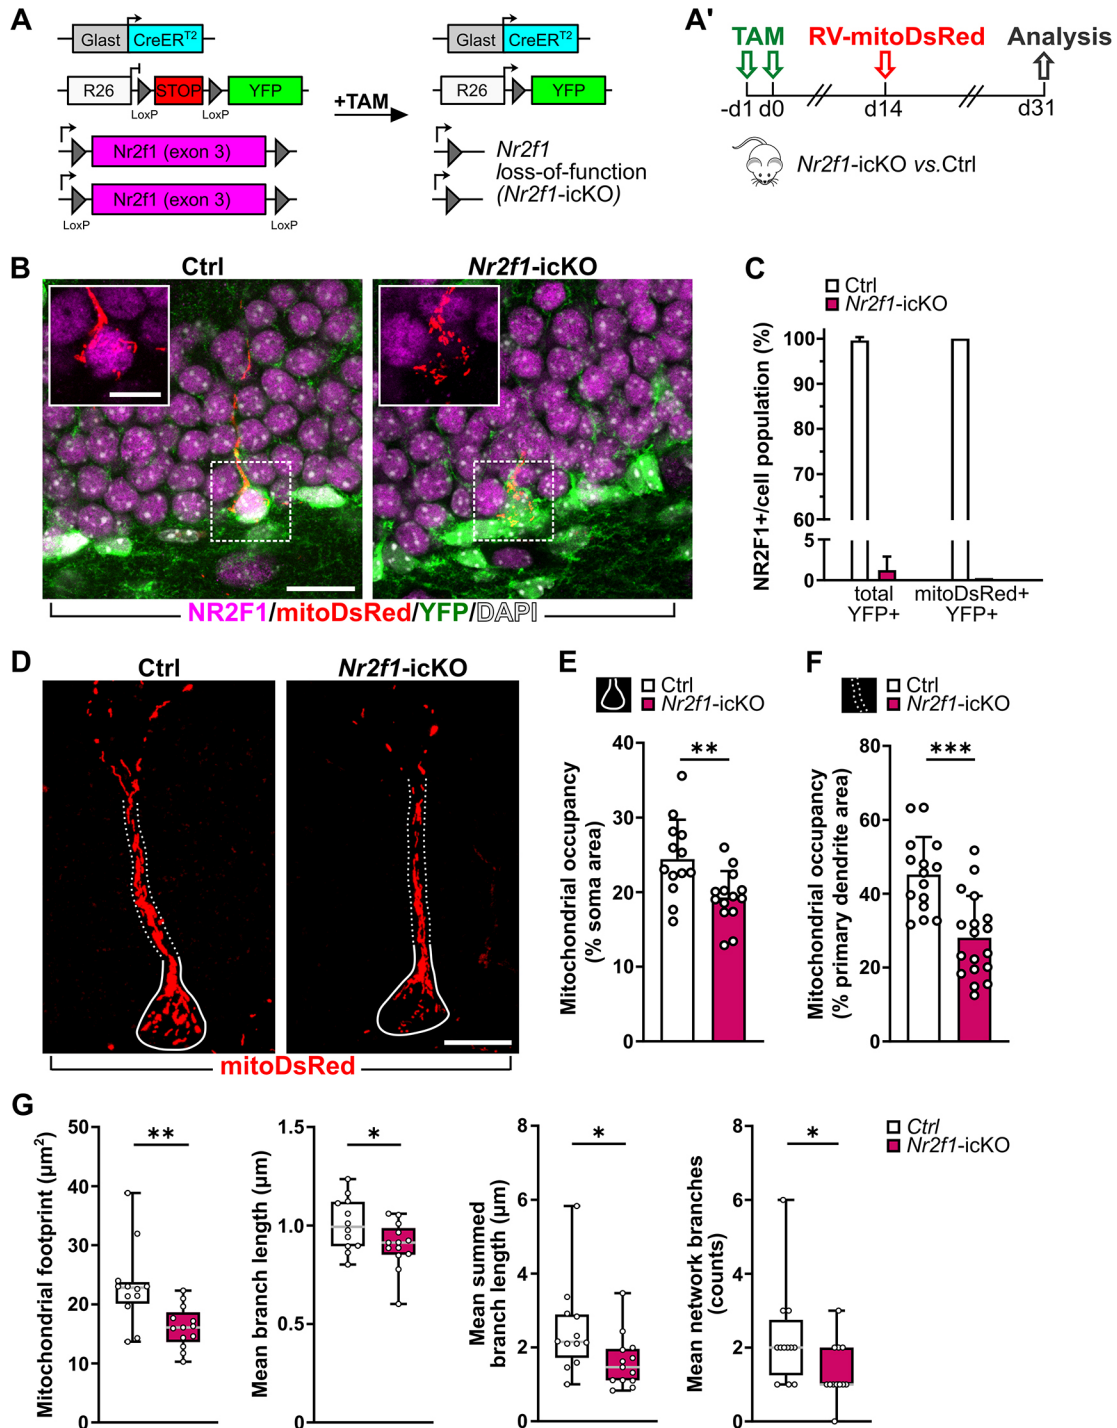 A
Glast CreERT2
R26 STOP YFP
LoxP LoxP
Nr2f1 (exon 3)
Nr2f1 (exon 3)
LoxP LoxP
+TAM
Glast CreERT2
R26 YFP
Nr2f1
loss-of-function
(Nr2f1-icKO)
A'
TAM RV-mitoDsRed Analysis
-d1 d0 d14 d31
Nr2f1-icKO vs.Ctrl
B
Ctrl Nr2f1-icKO
NR2F1/mitoDsRed/YFP/DAPI
C
Ctrl
Nr2f1-icKO
NR2F1+/cell population (%)
100
90
80
70
60
5
0
total
YFP+
mitoDsRed+
YFP+
D
Ctrl Nr2f1-icKO
mitoDsRed
E
Ctrl
Nr2f1-icKO
Mitochondrial occupancy
(% soma area)
40
30
20
10
0
**
F
Ctrl
Nr2f1-icKO
Mitochondrial occupancy
(% primary dendrite area)
80
60
40
20
0
***
G
Mitochondrial footprint (µm2)
50
40
30
20
10
0
**
Mean branch length (µm)
1.5
1.0
0.5
0
*
Mean summed
branch length (µm)
8
6
4
2
0
*
Mean network branches
(counts)
8
6
4
2
0
*
Ctrl
Nr2f1-icKO